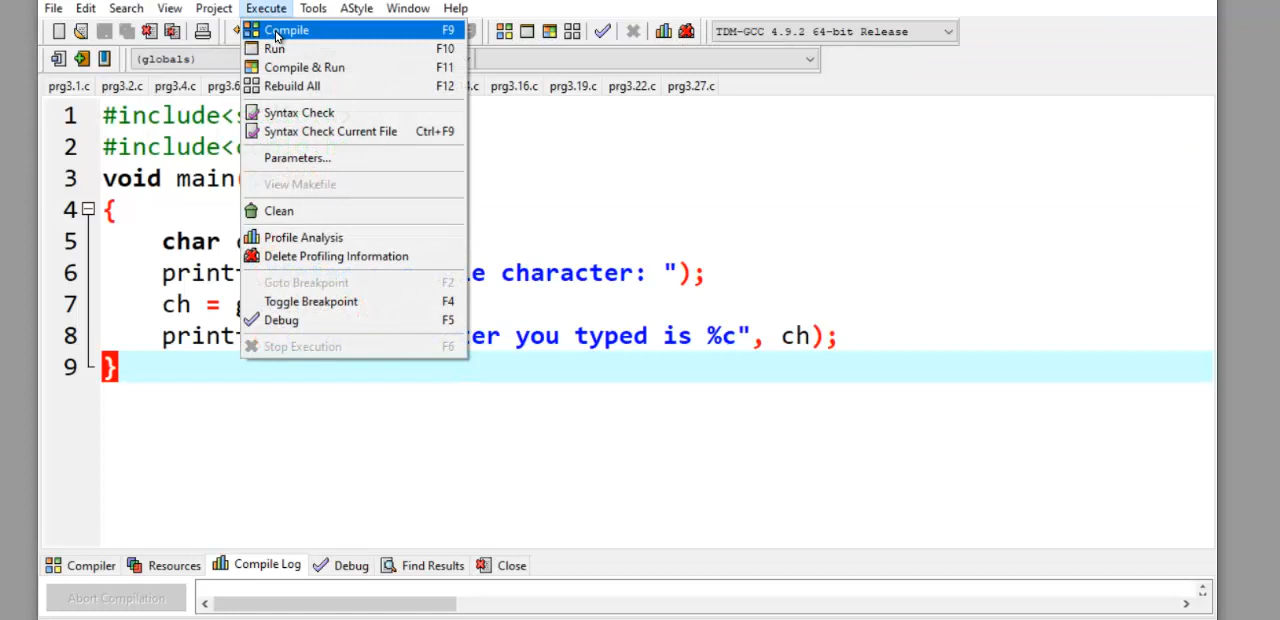 File Edit Search View Project Execute Tools AStyle Window Help
TDM-GCC 4.9.2 64-bit Release
(globals)
prg3.1.c prg3.2.c prg3.4.c prg3.6 .c prg3.16.c prg3.19.c prg3.22.c prg3.27.c
Compile F9
Run F10
Compile & Run F11
Rebuild All F12
Syntax Check
Syntax Check Current File Ctrl+F9
Parameters...
View Makefile
Clean
Profile Analysis
Delete Profiling Information
Goto Breakpoint F2
Toggle Breakpoint F4
Debug F5
Stop Execution F6
1 #include<s
2 #include<c
3 void main(
4 {
5 char c
6 print e character: ");
7 ch = g
8 print er you typed is %c", ch);
9 }
Compiler Resources Compile Log Debug Find Results Close
Abort Compilation